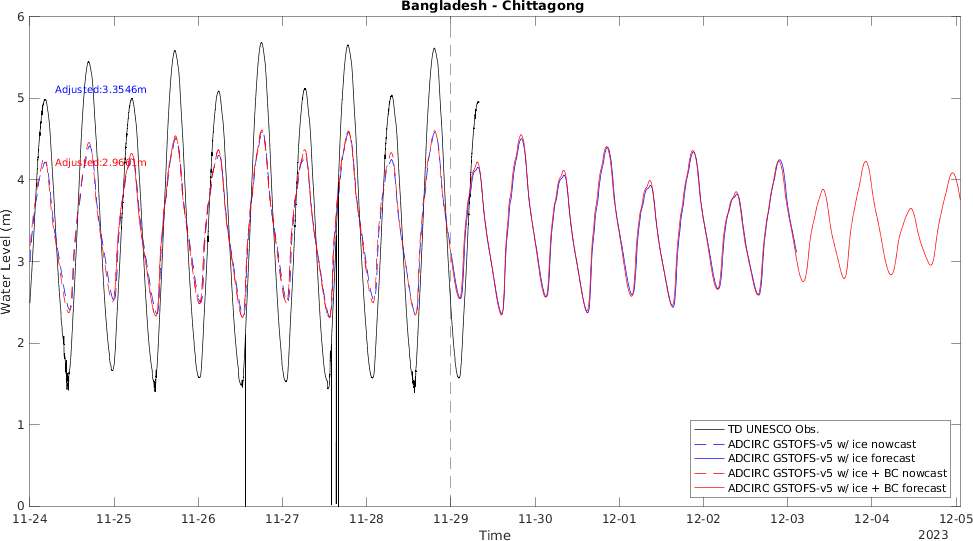 Bangladesh - Chittagong
6
5
4
3
2
1
0
Water Level (m)
Adjusted:3.3546m
TD UNESCO Obs.
ADCIRC GSTOFS-v5 w/ ice nowcast
ADCIRC GSTOFS-v5 w/ ice forecast
ADCIRC GSTOFS-v5 w/ ice + BC nowcast
ADCIRC GSTOFS-v5 w/ ice + BC forecast
11-24 11-25 11-26 11-27 11-28 11-29 11-30 12-01 12-02 12-03 12-04 12-05
Time
2023